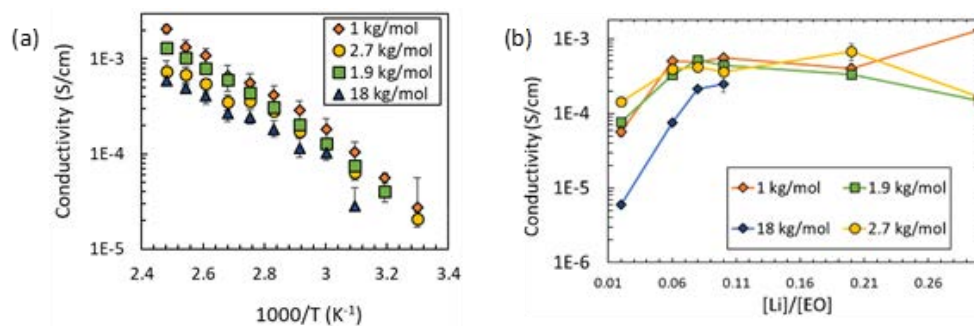 (a)
Conductivity (S/cm)
1E-3
1E-4
1E-5
2.4 2.6 2.8 3 3.2 3.4
1000/T (K⁻¹)
1 kg/mol
2.7 kg/mol
1.9 kg/mol
18 kg/mol
(b)
Conductivity (S/cm)
1E-3
1E-4
1E-5
1E-6
0.01 0.06 0.11 0.16 0.21 0.26
[Li]/[EO]
1 kg/mol 1.9 kg/mol
18 kg/mol 2.7 kg/mol